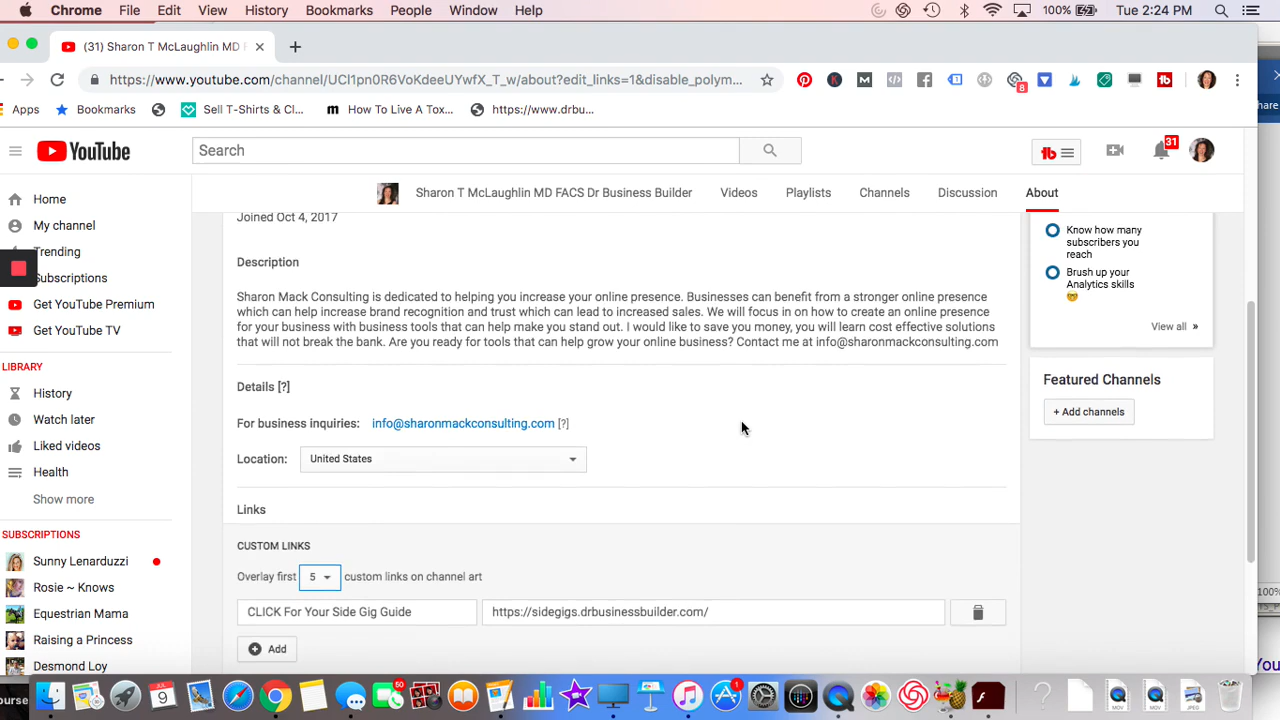 Chrome File Edit View History Bookmarks People Window Help 100% Tue 2:24 PM
(31) Sharon T McLaughlin MD F
https://www.youtube.com/channel/UCl1pn0R6VoKdeeUYwfX_T_w/about?edit_links=1&disable_polym... 8
Apps Bookmarks Sell T-Shirts & Cl... How To Live A Tox... https://www.drbu...
hare
YouTube Search 31
Sharon T McLaughlin MD FACS Dr Business Builder Videos Playlists Channels Discussion About
Home
My channel
Trending
Subscriptions
Get YouTube Premium
Get YouTube TV
LIBRARY
History
Watch later
Liked videos
Health
Show more
SUBSCRIPTIONS
Sunny Lenarduzzi
Rosie ~ Knows
Equestrian Mama
Raising a Princess
Desmond Loy
Joined Oct 4, 2017
Description
Sharon Mack Consulting is dedicated to helping you increase your online presence. Businesses can benefit from a stronger online presence
which can help increase brand recognition and trust which can lead to increased sales. We will focus in on how to create an online presence
for your business with business tools that can help make you stand out. I would like to save you money, you will learn cost effective solutions
that will not break the bank. Are you ready for tools that can help grow your online business? Contact me at info@sharonmackconsulting.com
Details [?]
For business inquiries: info@sharonmackconsulting.com [?]
Location: United States
Links
CUSTOM LINKS
Overlay first 5 custom links on channel art
CLICK For Your Side Gig Guide https://sidegigs.drbusinessbuilder.com/
Add
Know how many
subscribers you
reach
Brush up your
Analytics skills
View all »
Featured Channels
+ Add channels
100%
You
ourse
JUL
9
50
1
MOV
MOV
JPEG